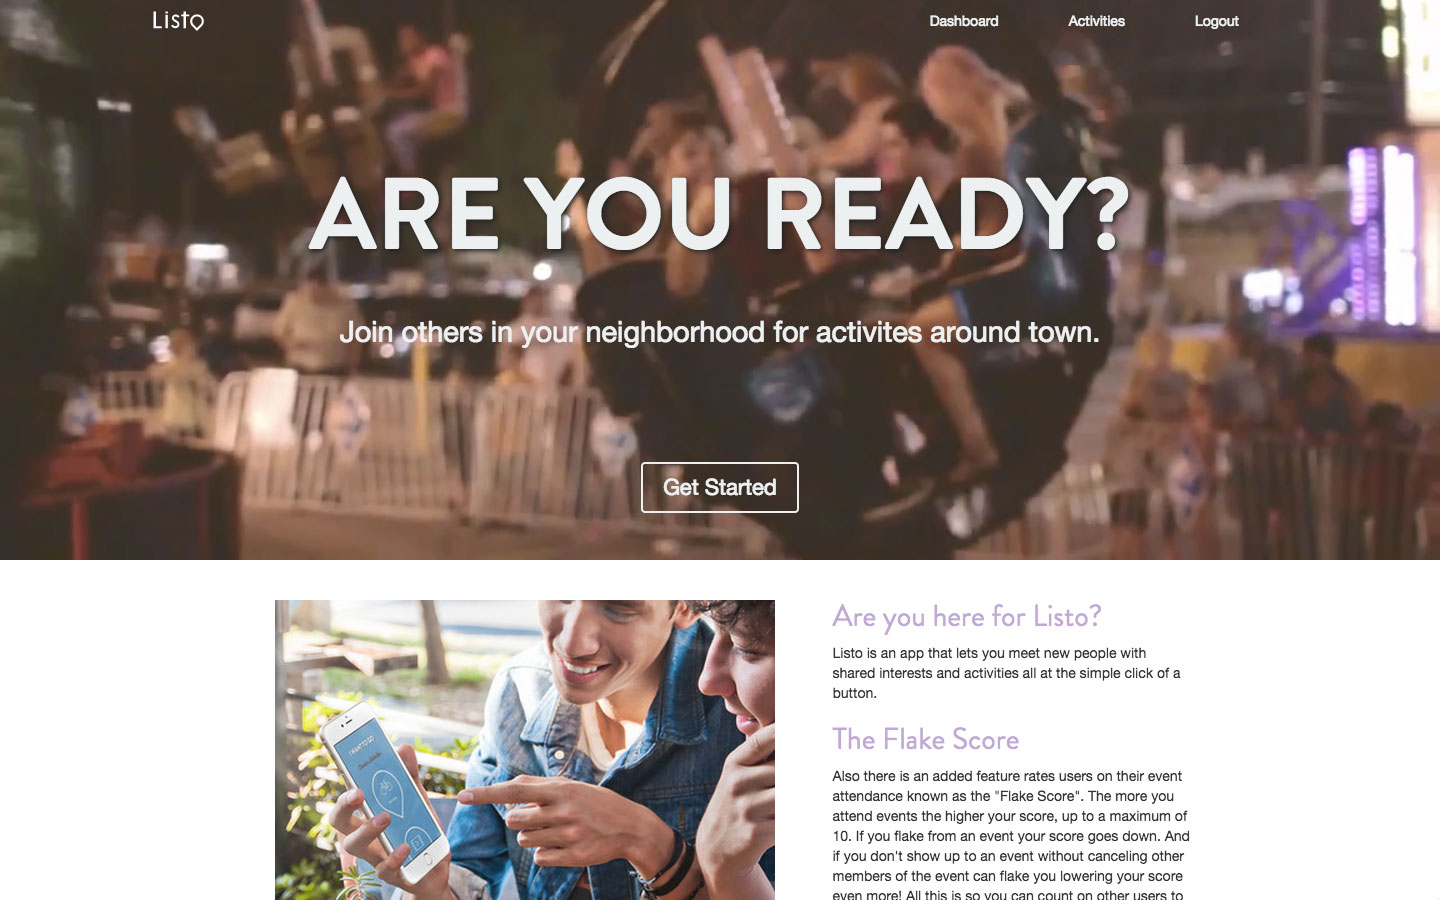 Listo
Dashboard Activities Logout
ARE YOU READY?
Join others in your neighborhood for activites around town.
Get Started
Are you here for Listo?
Listo is an app that lets you meet new people with
shared interests and activities all at the simple click of a
button.
The Flake Score
Also there is an added feature rates users on their event
attendance known as the "Flake Score". The more you
attend events the higher your score, up to a maximum of
10. If you flake from an event your score goes down. And
if you don't show up to an event without canceling other
members of the event can flake you lowering your score
even more! All this is so you can count on other users to
I WANT TO GO